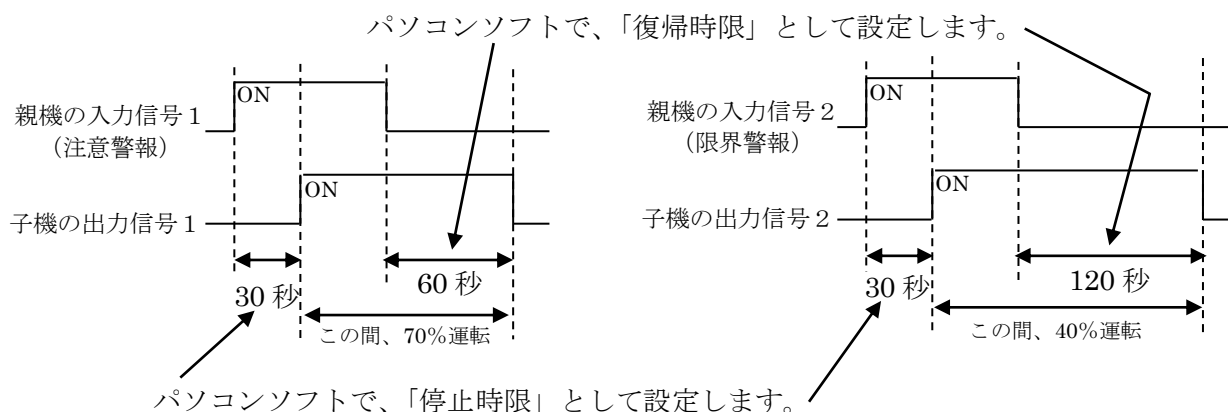 パソコンソフトで、「復帰時限」として設定します。
ON
親機の入力信号１
（注意警報）
ON
子機の出力信号１
30 秒
60 秒
この間、70%運転
ON
親機の入力信号２
（限界警報）
ON
子機の出力信号２
30 秒
120 秒
この間、40%運転
パソコンソフトで、「停止時限」として設定します。